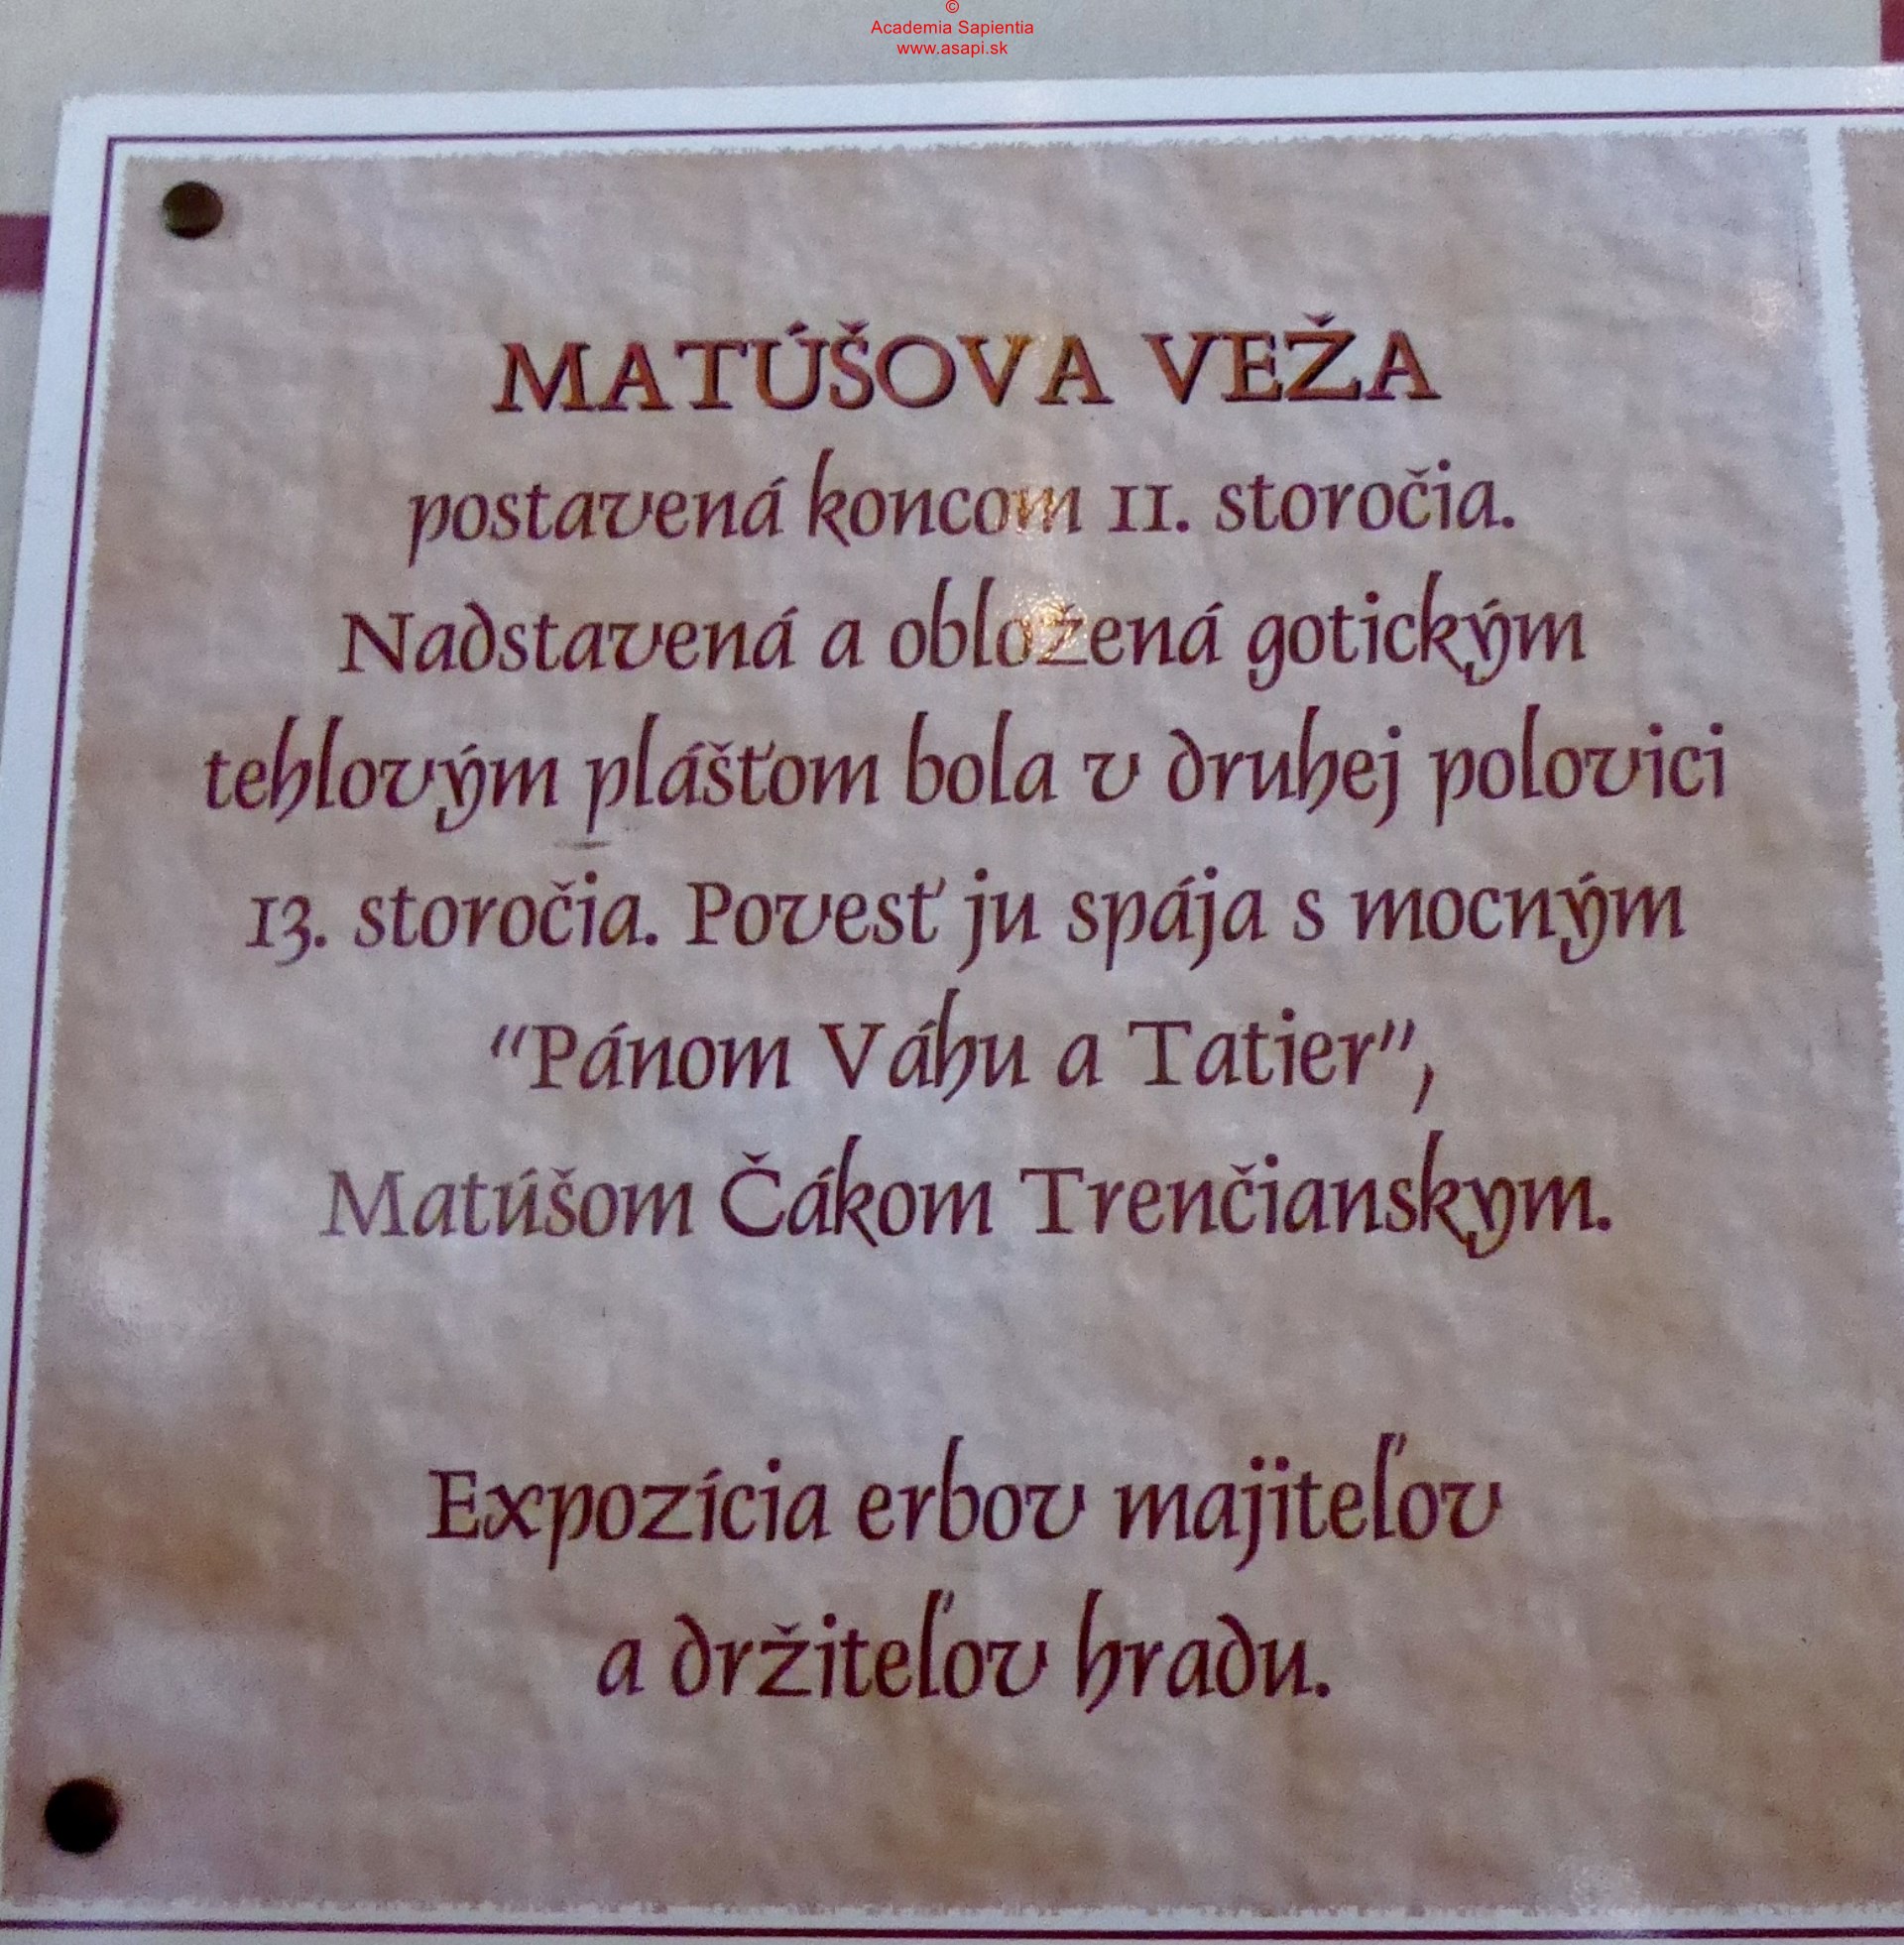 ©
Academia Sapientia
www.asapi.sk
MATÚŠOVA VEŽA
postavená koncom 11. storočia.
Nadstavená a obložená gotickým
tehlovým plášťom bola v druhej polovici
13. storočia. Povesť ju spája s mocným
“Pánom Váhu a Tatier”,
Matúšom Čákom Trenčianskym.
Expozícia erbov majiteľov
a držiteľov hradu.